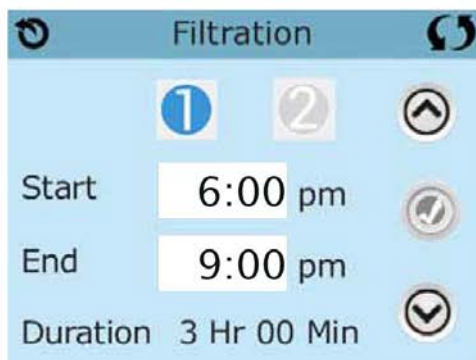 Filtration
1 2
Start 6:00 pm
End 9:00 pm
Duration 3 Hr 00 Min